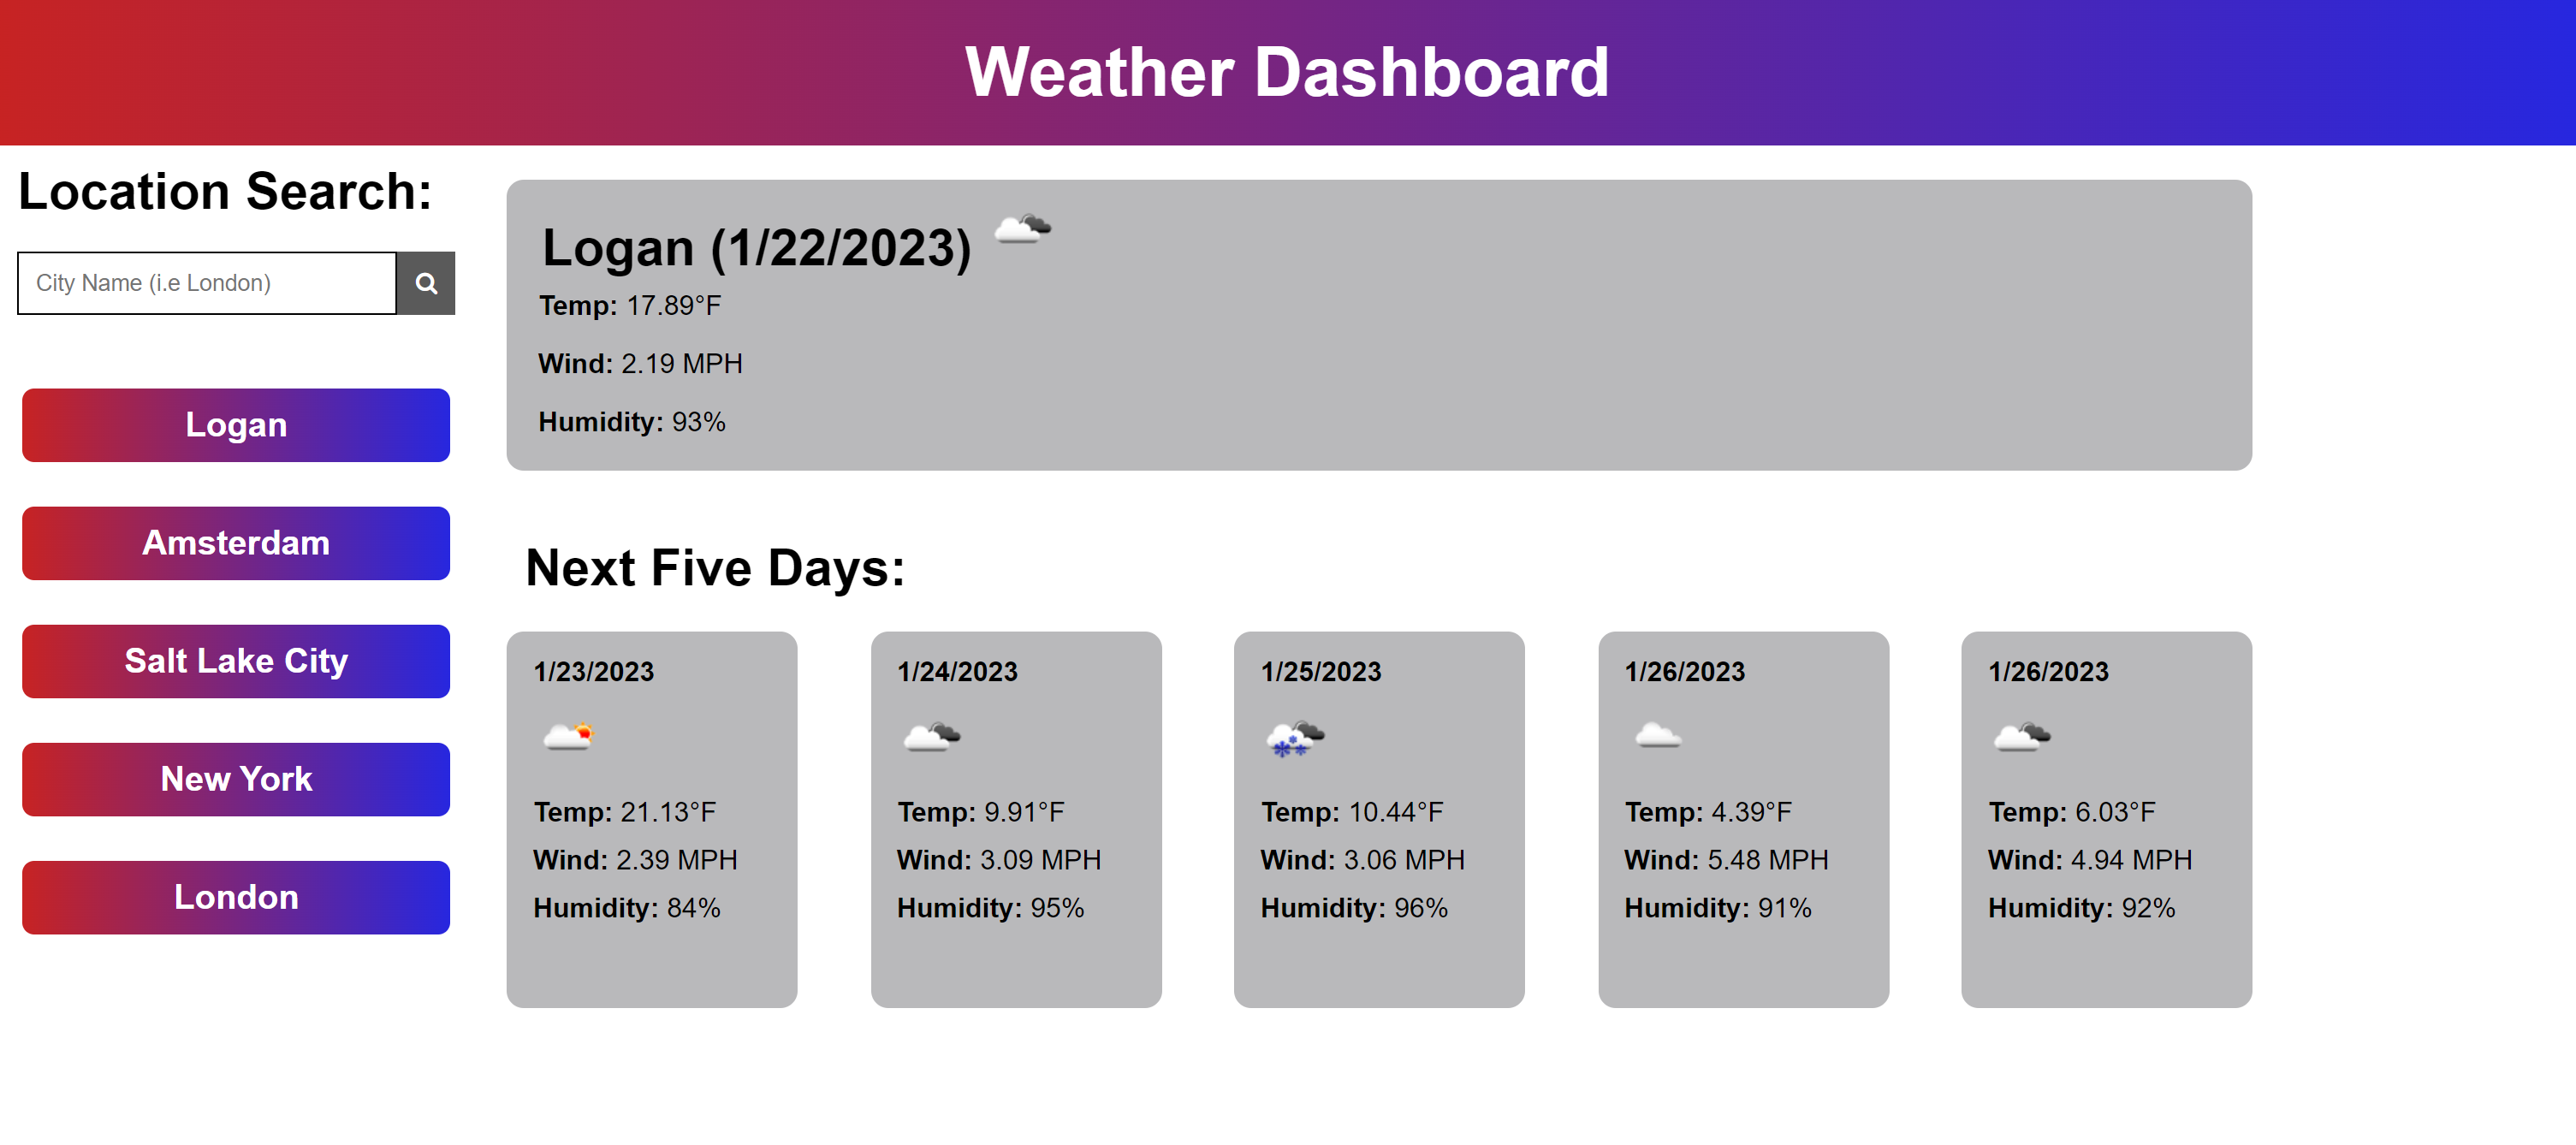 Weather Dashboard
Location Search:
City Name (i.e London)
Logan
Amsterdam
Salt Lake City
New York
London
Logan (1/22/2023)
Temp: 17.89°F
Wind: 2.19 MPH
Humidity: 93%
Next Five Days:
1/23/2023
Temp: 21.13°F
Wind: 2.39 MPH
Humidity: 84%
1/24/2023
Temp: 9.91°F
Wind: 3.09 MPH
Humidity: 95%
1/25/2023
Temp: 10.44°F
Wind: 3.06 MPH
Humidity: 96%
1/26/2023
Temp: 4.39°F
Wind: 5.48 MPH
Humidity: 91%
1/26/2023
Temp: 6.03°F
Wind: 4.94 MPH
Humidity: 92%